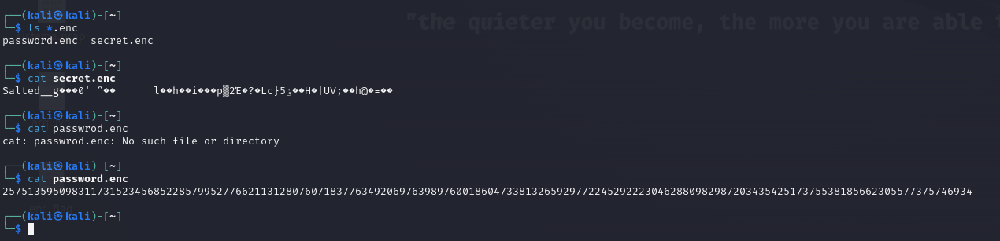 "the quieter you become, the more you are able t
┌──(kali㉿kali)-[~]
└─$ ls *.enc
password.enc  secret.enc
┌──(kali㉿kali)-[~]
└─$ cat secret.enc
Salted__g���0' ^��      l��h��i���p▒2Έ�?�Lc}5ۏ��H�|UV;��h@�=��
┌──(kali㉿kali)-[~]
└─$ cat passwrod.enc
cat: passwrod.enc: No such file or directory
┌──(kali㉿kali)-[~]
└─$ cat password.enc
2575135950983117315234568522857995277662113128076071837763492069763989760018604733813265929772245292223046288098298720343542517375538185662305577375746934
┌──(kali㉿kali)-[~]
└─$